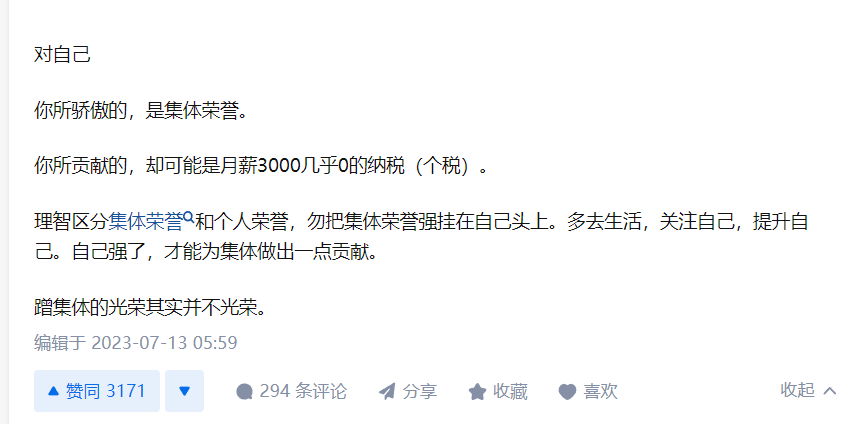 对自己
你所骄傲的，是集体荣誉。
你所贡献的，却可能是月薪3000几乎0的纳税（个税）。
理智区分集体荣誉和个人荣誉，勿把集体荣誉强挂在自己头上。多去生活，关注自己，提升自
己。自己强了，才能为集体做出一点贡献。
蹭集体的光荣其实并不光荣。
编辑于 2023-07-13 05:59
赞同 3171 294 条评论 分享 收藏 喜欢 收起